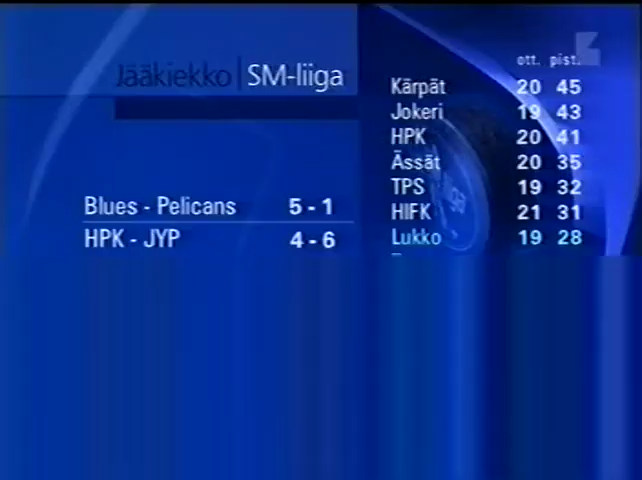 Jääkiekko SM-liiga
Blues - Pelicans 5 - 1
HPK - JYP 4 - 6
ott. pist.
Kärpät 20 45
Jokeri 19 43
HPK 20 41
Ässät 20 35
TPS 19 32
HIFK 21 31
Lukko 19 28